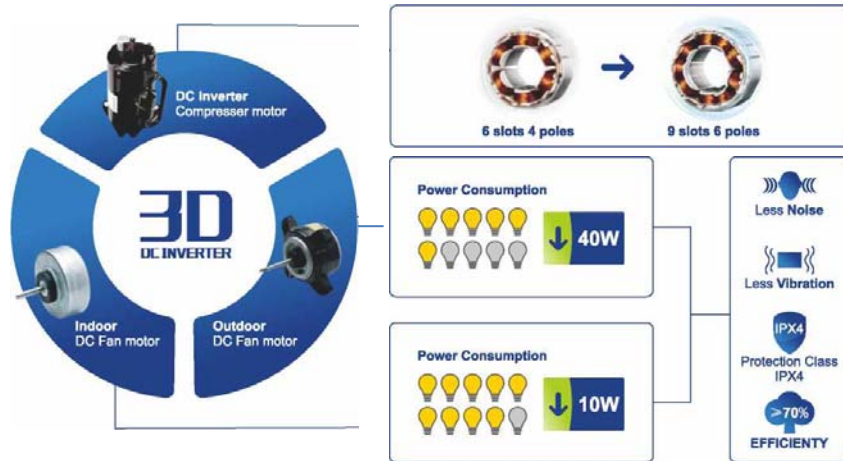 DC Inverter
Compresser motor
3D
DC INVERTER
Indoor
DC Fan motor
Outdoor
DC Fan motor
6 slots 4 poles
9 slots 6 poles
Power Consumption
40W
Power Consumption
10W
Less Noise
Less Vibration
IPX4
Protection Class
IPX4
>70%
EFFICIENTY